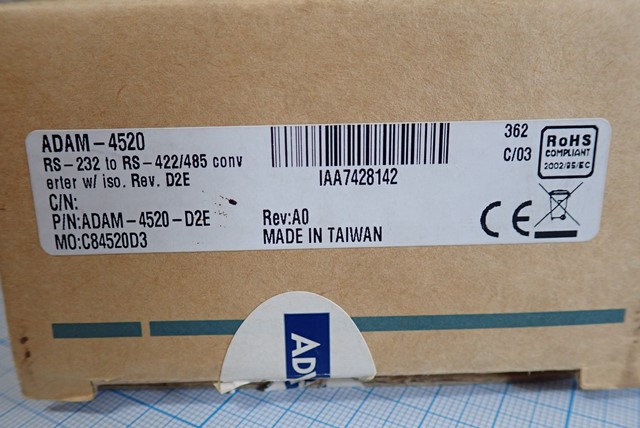 ADAM-4520
RS-232 to RS-422/485 conv
erter w/ iso. Rev. D2E
C/N:
P/N:ADAM-4520-D2E
MO:C84520D3
IAA7428142
Rev:A0
MADE IN TAIWAN
362
C/03
RoHS
COMPLIANT
2002/95/EC
CE
ADV